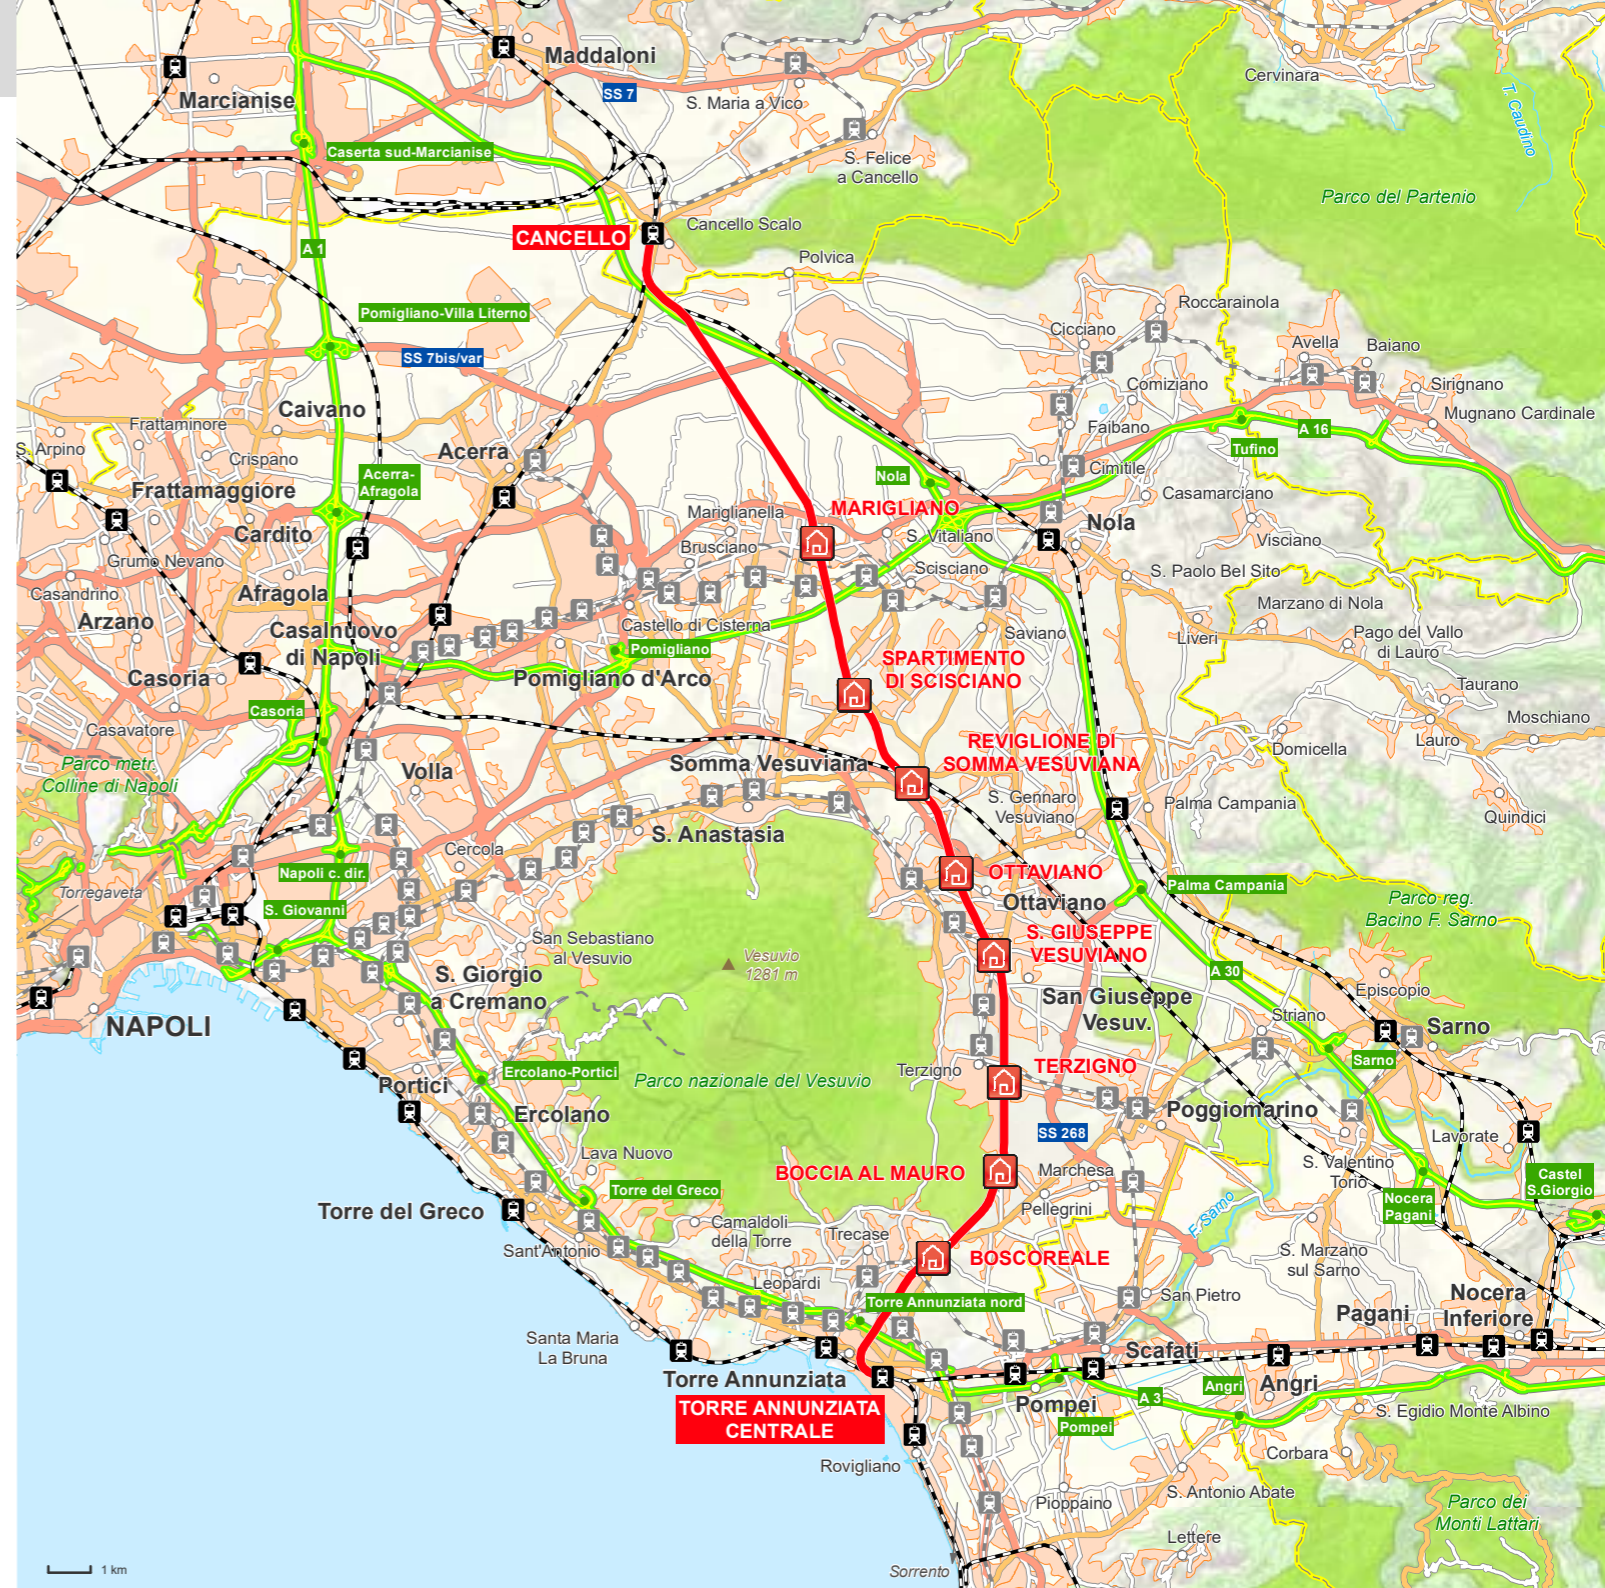 Maddaloni
SS 7
Marcianise
S. Maria a Vico
Cervinara
T. Caudino
Caserta sud-Marcianise
S. Felice
a Cancello
Parco del Partenio
Cancello Scalo
CANCELLO
A 1
Polvica
Roccarainola
Pomigliano-Villa Literno
Cicciano
Avella
Baiano
SS 7bis/var
Comiziano
Sirignano
Caivano
Mugnano Cardinale
Frattaminore
Faibano
A 16
S. Arpino
Acerra
Tufino
Crispano
Cimitile
Acerra-
Afragola
Nola
Frattamaggiore
Casamarciano
Marigliano
MARIGLIANO
Mariglianella
Nola
Cardito
S. Vitaliano
Visciano
Brusciano
Grumo Nevano
Scisciano
S. Paolo Bel Sito
Casandrino
Afragola
Marzano di Nola
Arzano
Castello di Cisterna
Casalnuovo
di Napoli
Saviano
Liveri
Pago del Vallo
di Lauro
Pomigliano
SPARTIMENTO
DI SCISCIANO
Casoria
Pomigliano d'Arco
Taurano
Casoria
Moschiano
Casavatore
REVIGLIONE DI
SOMMA VESUVIANA
Lauro
Domicella
Parco metr.
Colline di Napoli
Volla
Somma Vesuviana
S. Gennaro
Vesuviano
Palma Campania
Quindici
S. Anastasia
Cercola
Napoli c. dir.
OTTAVIANO
Palma Campania
Torregaveta
Ottaviano
Parco reg.
Bacino F. Sarno
S. Giovanni
San Sebastiano
al Vesuvio
S. GIUSEPPE
VESUVIANO
Vesuvio
1281 m
S. Giorgio
a Cremano
A 30
San Giuseppe
Vesuv.
Episcopio
Striano
NAPOLI
Sarno
Sarno
Portici
Ercolano-Portici
Parco nazionale del Vesuvio
Terzigno
TERZIGNO
Ercolano
Poggiomarino
SS 268
Lavorate
Lava Nuovo
BOCCIA AL MAURO
Marchesa
S. Valentino
Torio
Castel
S.Giorgio
Torre del Greco
Nocera
Pagani
Torre del Greco
Pellegrini
F. Sarno
Camaldoli
della Torre
Trecase
Sant'Antonio
BOSCOREALE
S. Marzano
sul Sarno
Leopardi
San Pietro
Torre Annunziata nord
Pagani
Nocera
Inferiore
Santa Maria
La Bruna
Scafati
Torre Annunziata
Angri
Angri
A 3
TORRE ANNUNZIATA
CENTRALE
Pompei
Pompei
S. Egidio Monte Albino
Corbara
Rovigliano
Pioppaino
S. Antonio Abate
Parco dei
Monti Lattari
Lettere
Sorrento
1 km